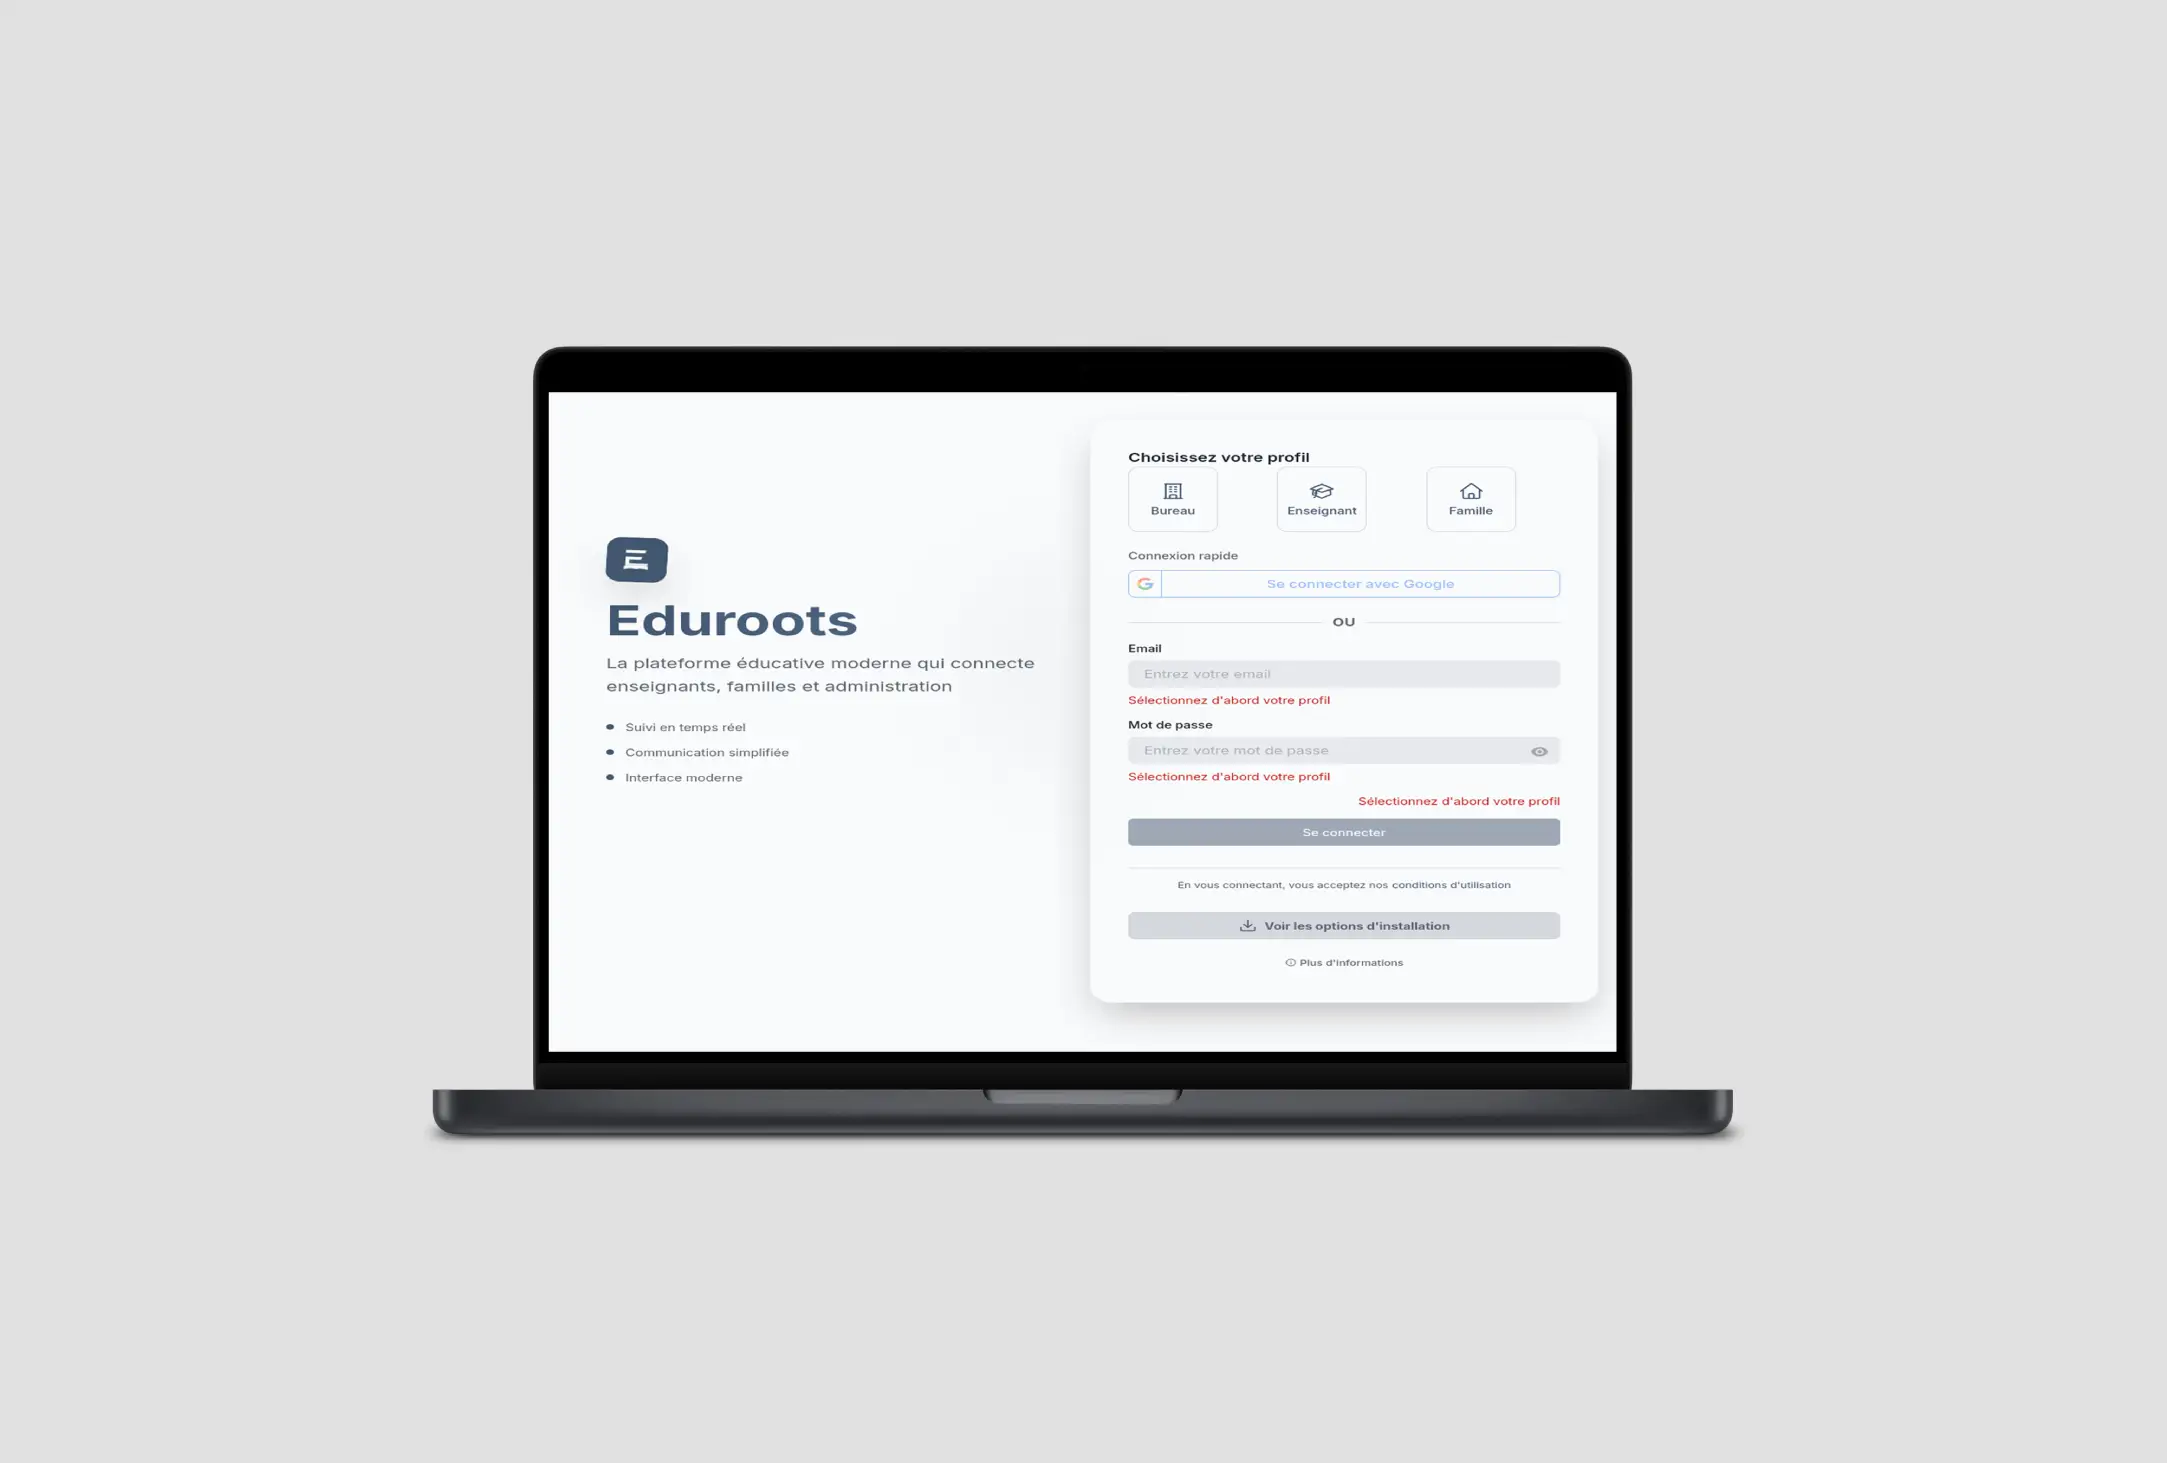 E
Eduroots
La plateforme éducative moderne qui connecte
enseignants, familles et administration
Suivi en temps réel
Communication simplifiée
Interface moderne
Choisissez votre profil
Bureau
Enseignant
Famille
Connexion rapide
G
Se connecter avec Google
OU
Email
Entrez votre email
Sélectionnez d'abord votre profil
Mot de passe
Entrez votre mot de passe
Sélectionnez d'abord votre profil
Sélectionnez d'abord votre profil
Se connecter
En vous connectant, vous acceptez nos conditions d'utilisation
Voir les options d'installation
Plus d'informations